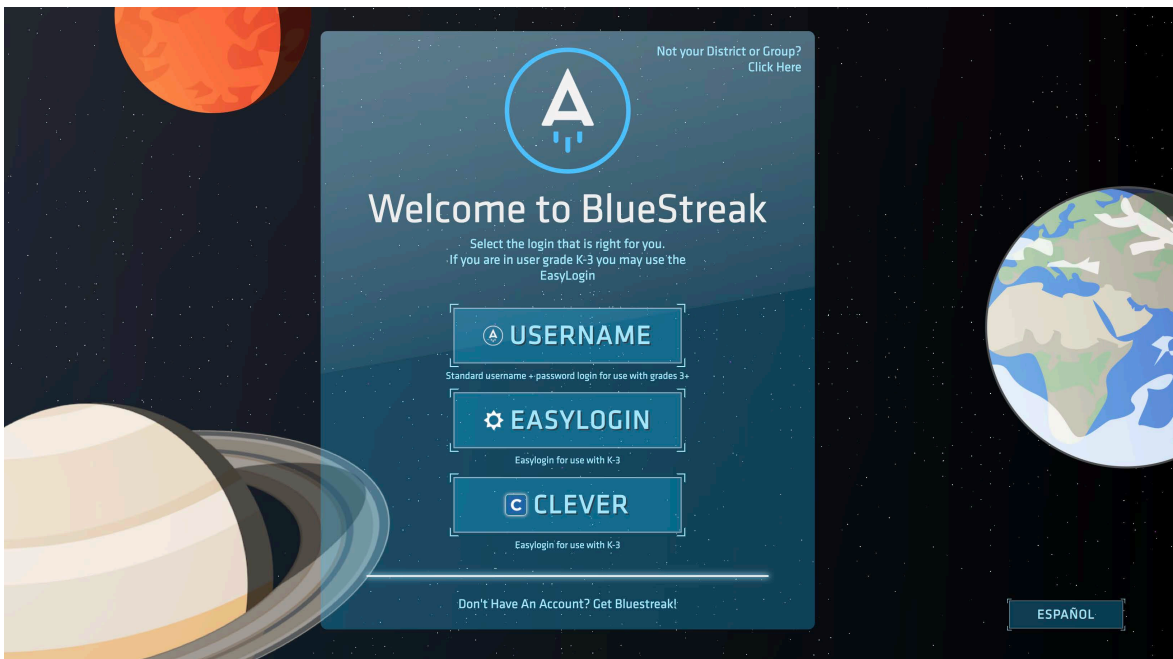 Not your District or Group?
Click Here
A
Welcome to BlueStreak
Select the login that is right for you.
If you are in user grade K-3 you may use the
EasyLogin
USERNAME
Standard username + password login for use with grades 3+
EASYLOGIN
Easylogin for use with K-3
C CLEVER
Easylogin for use with K-3
Don't Have An Account? Get Bluestreak!
ESPAÑOL